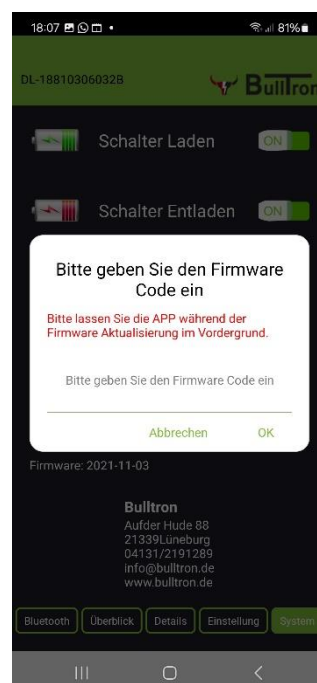 18:07
81%
DL-18810306032B
BullTron
Schalter Laden
ON
Schalter Entladen
ON
Bitte geben Sie den Firmware
Code ein
Bitte lassen Sie die APP während der
Firmware Aktualisierung im Vordergrund.
Bitte geben Sie den Firmware Code ein
Abbrechen
OK
Firmware: 2021-11-03
Bulltron
Aufder Hude 88
21339Lüneburg
04131/2191289
info@bulltron.de
www.bulltron.de
Bluetooth
Überblick
Details
Einstellung
System